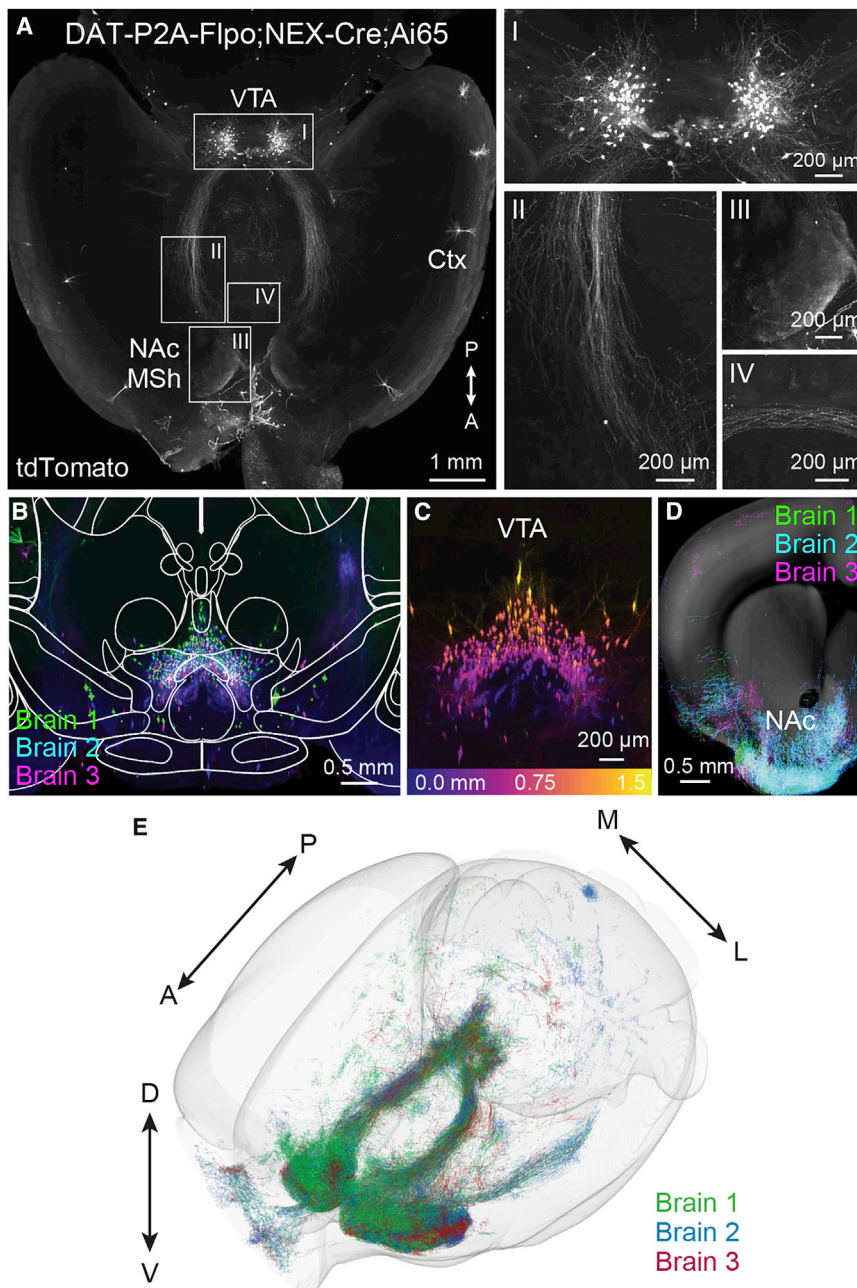 A
DAT-P2A-Flpo;NEX-Cre;Ai65
VTA
I
II
IV
III
Ctx
NAc
MSh
P
A
tdTomato
1 mm
I
200 µm
II
200 µm
III
200 µm
IV
200 µm
B
Brain 1
Brain 2
Brain 3
0.5 mm
C
VTA
200 µm
0.0 mm 0.75 1.5
D
Brain 1
Brain 2
Brain 3
NAc
0.5 mm
E
P
A
M
L
D
V
Brain 1
Brain 2
Brain 3